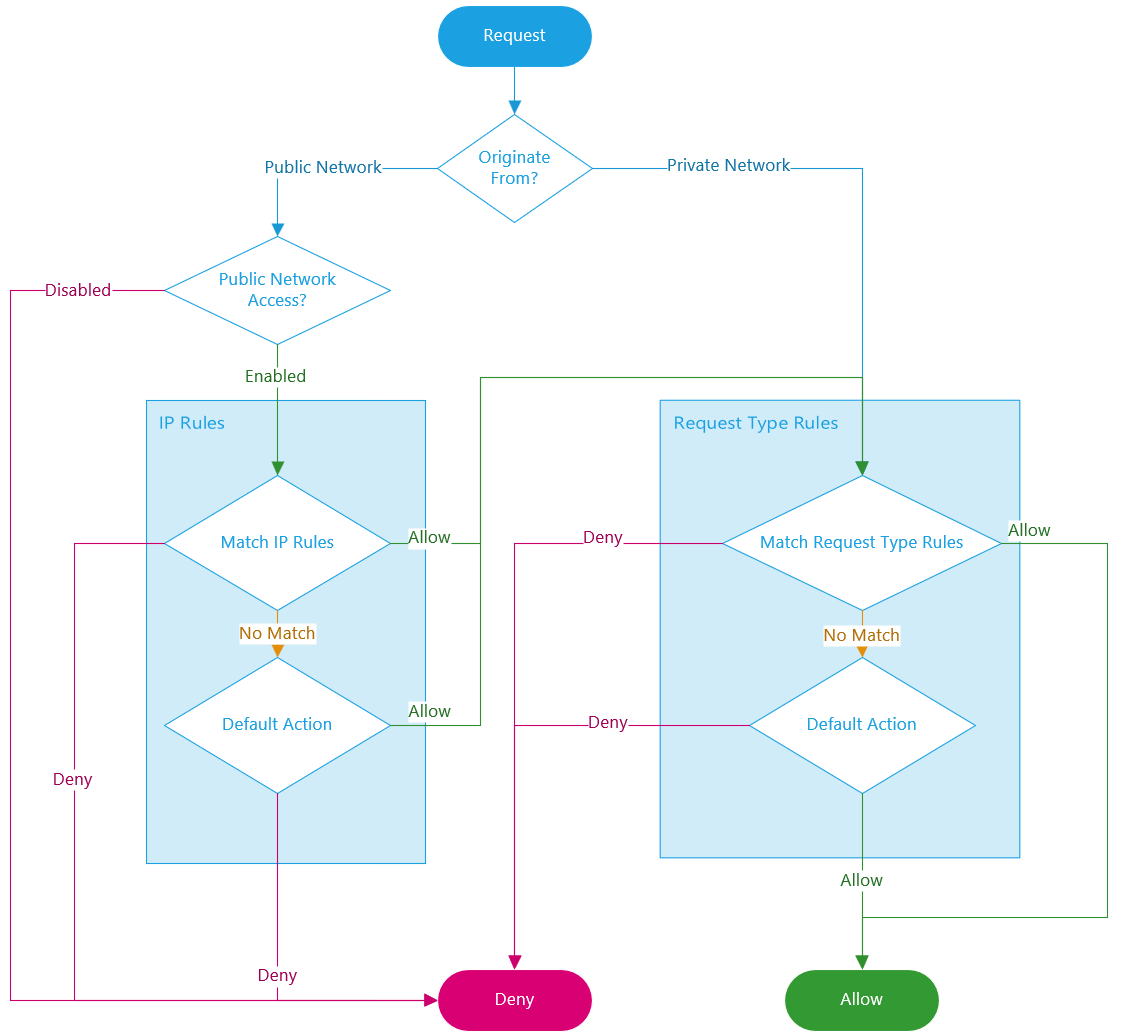 Request
Originate
From?
Public Network
Private Network
Public Network
Access?
Disabled
Enabled
IP Rules
Request Type Rules
Match IP Rules
Allow
Deny
Match Request Type Rules
Allow
No Match
No Match
Default Action
Allow
Deny
Default Action
Deny
Allow
Deny
Deny
Allow